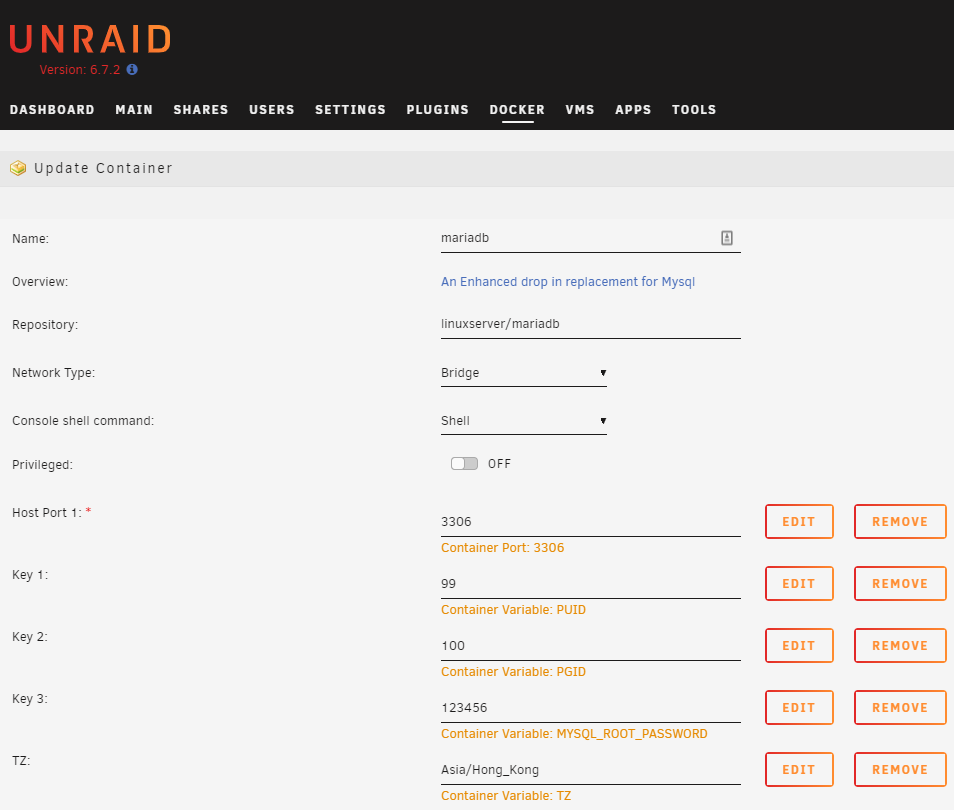 UNRAID
Version: 6.7.2
DASHBOARD MAIN SHARES USERS SETTINGS PLUGINS DOCKER VMS APPS TOOLS
Update Container
Name: mariadb
Overview: An Enhanced drop in replacement for Mysql
Repository: linuxserver/mariadb
Network Type: Bridge
Console shell command: Shell
Privileged: OFF
Host Port 1: * 3306 EDIT REMOVE
Container Port: 3306
Key 1: 99 EDIT REMOVE
Container Variable: PUID
Key 2: 100 EDIT REMOVE
Container Variable: PGID
Key 3: 123456 EDIT REMOVE
Container Variable: MYSQL_ROOT_PASSWORD
TZ: Asia/Hong_Kong EDIT REMOVE
Container Variable: TZ